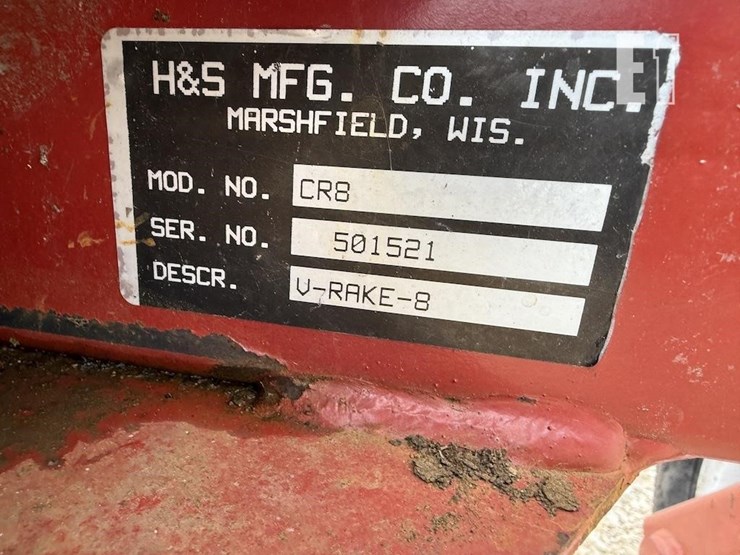 H&S MFG. CO. INC.
MARSHFIELD, WIS.
MOD. NO. CR8
SER. NO. 501521
DESCR. V-RAKE-8